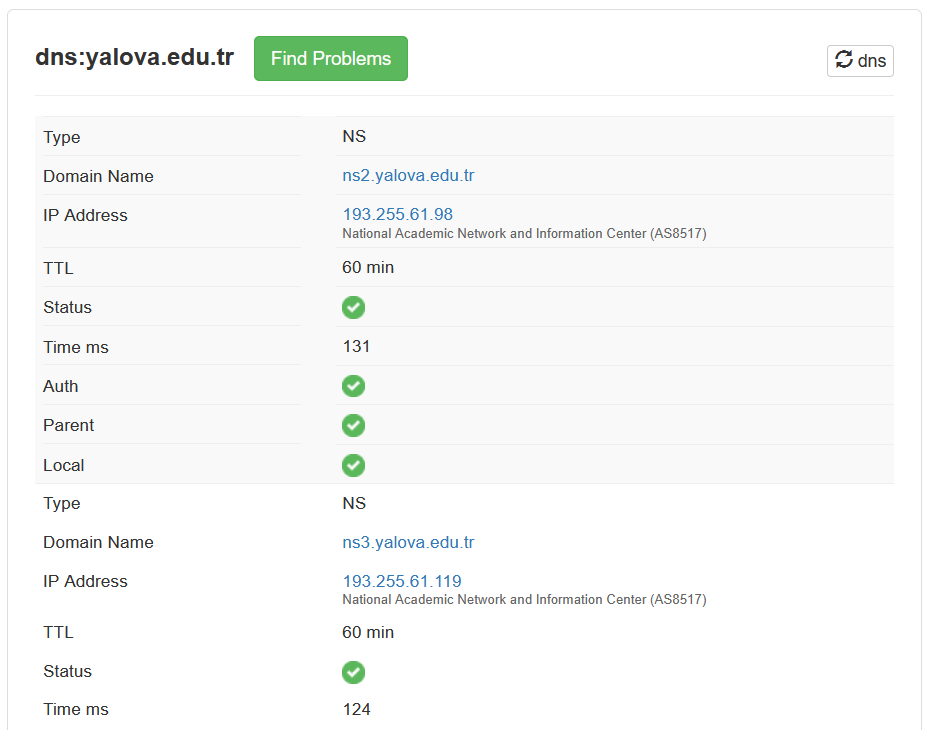 dns:yalova.edu.tr Find Problems dns
Type NS
Domain Name ns2.yalova.edu.tr
IP Address 193.255.61.98
National Academic Network and Information Center (AS8517)
TTL 60 min
Status
Time ms 131
Auth
Parent
Local
Type NS
Domain Name ns3.yalova.edu.tr
IP Address 193.255.61.119
National Academic Network and Information Center (AS8517)
TTL 60 min
Status
Time ms 124